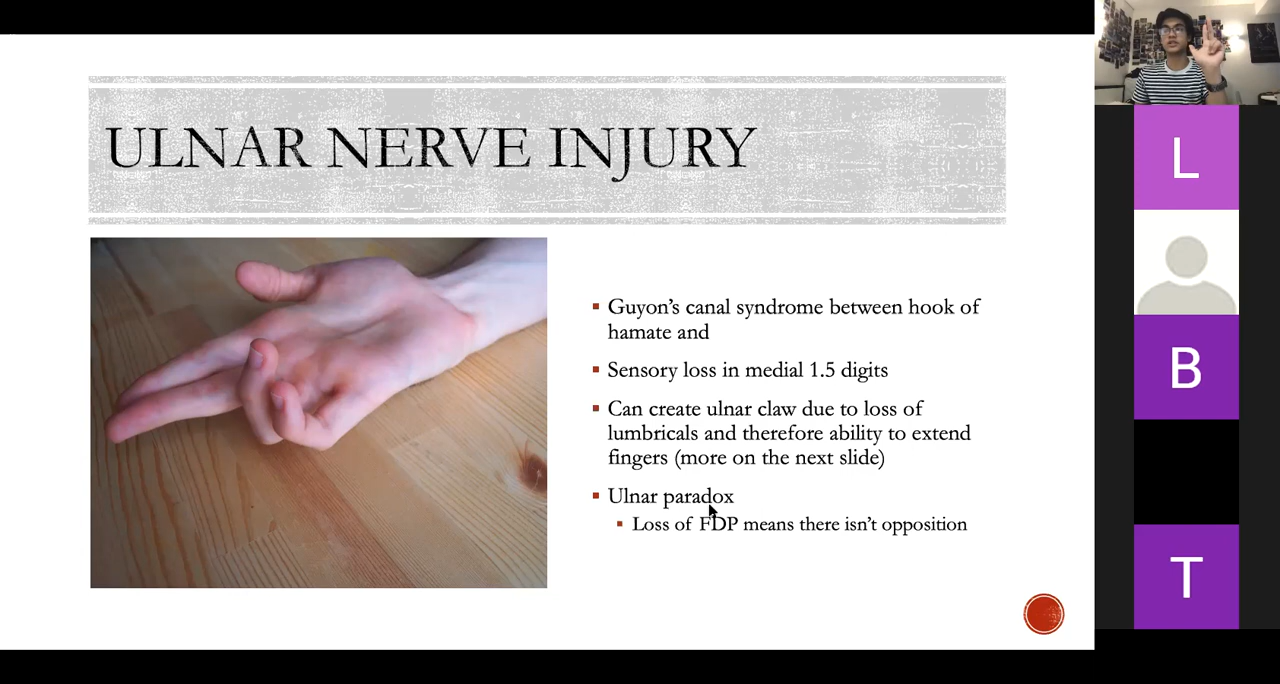 ULNAR NERVE INJURY
Guyon's canal syndrome between hook of
hamate and
Sensory loss in medial 1.5 digits
Can create ulnar claw due to loss of
lumbricals and therefore ability to extend
fingers (more on the next slide)
Ulnar paradox
Loss of FDP means there isn't opposition
L
B
T